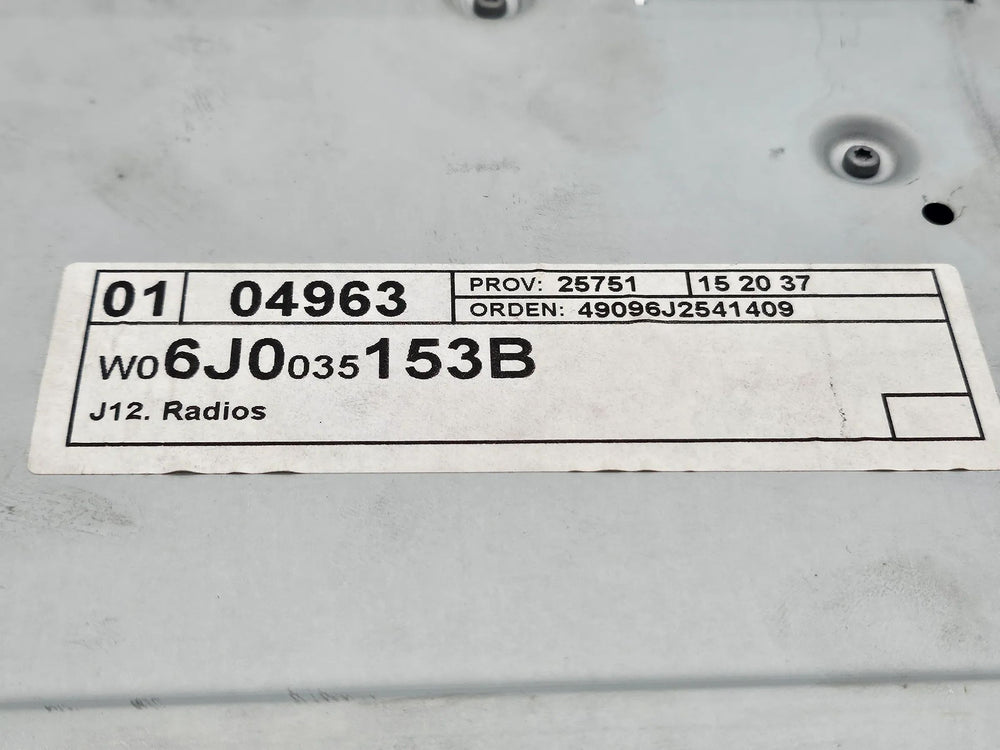 01 04963 PROV: 25751 15 20 37
ORDEN: 49096J2541409
W06J0035153B
J12. Radios